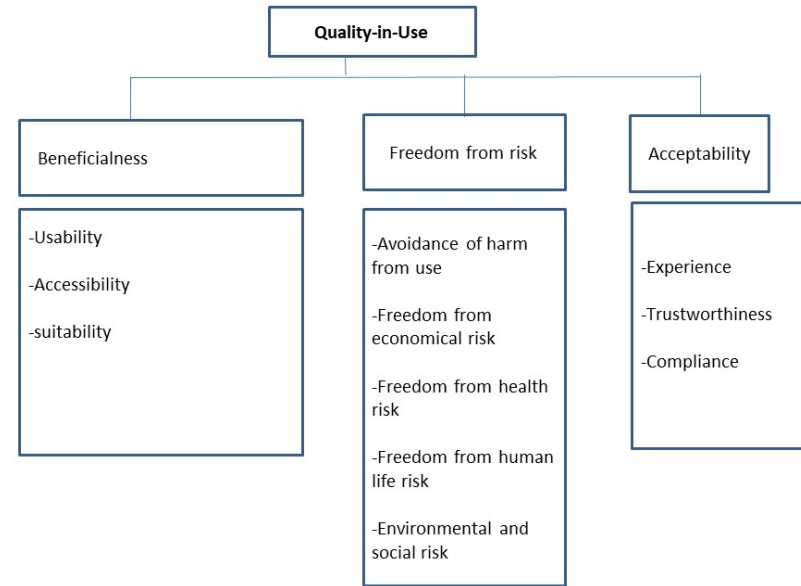 Quality-in-Use
Beneficialness
Freedom from risk
Acceptability
-Usability
-Accessibility
-suitability
-Avoidance of harm
from use
-Freedom from
economical risk
-Freedom from health
risk
-Freedom from human
life risk
-Environmental and
social risk
-Experience
-Trustworthiness
-Compliance